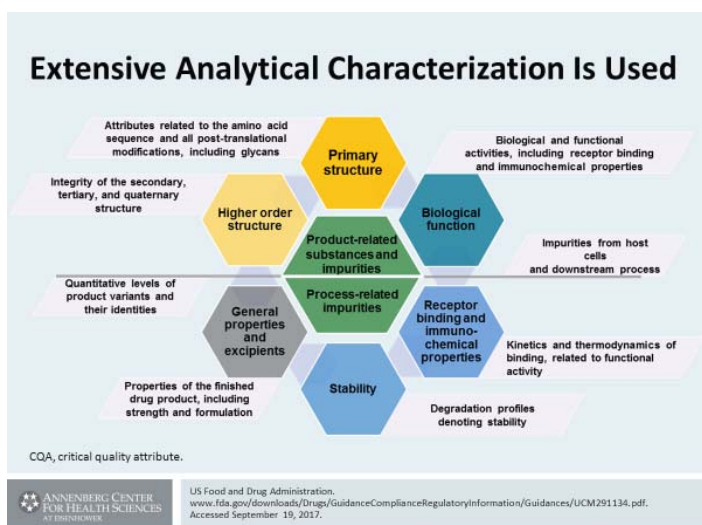 Extensive Analytical Characterization Is Used
Attributes related to the amino acid
sequence and all post-translational
modifications, including glycans
Primary
structure
Biological and functional
activities, including receptor binding
and immunochemical properties
Integrity of the secondary,
tertiary, and quaternary
structure
Higher order
structure
Biological
function
Product-related
substances and
impurities
Impurities from host
cells
and downstream process
Quantitative levels of
product variants and
their identities
Process-related
impurities
General
properties
and
excipients
Receptor
binding and
immuno-
chemical
properties
Kinetics and thermodynamics of
binding, related to functional
activity
Properties of the finished
drug product, including
strength and formulation
Stability
Degradation profiles
denoting stability
CQA, critical quality attribute.
ANNENBERG CENTER
FOR HEALTH SCIENCES
AT EISENHOWER
US Food and Drug Administration.
www.fda.gov/downloads/Drugs/GuidanceComplianceRegulatoryInformation/Guidances/UCM291134.pdf.
Accessed September 19, 2017.